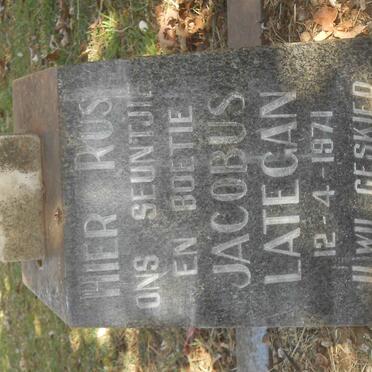 HIER RUS
ONS SEUNTJIE
EN BOETIE
JACOBUS
LATEGAN
12-4-1971
U WIL GESKIED